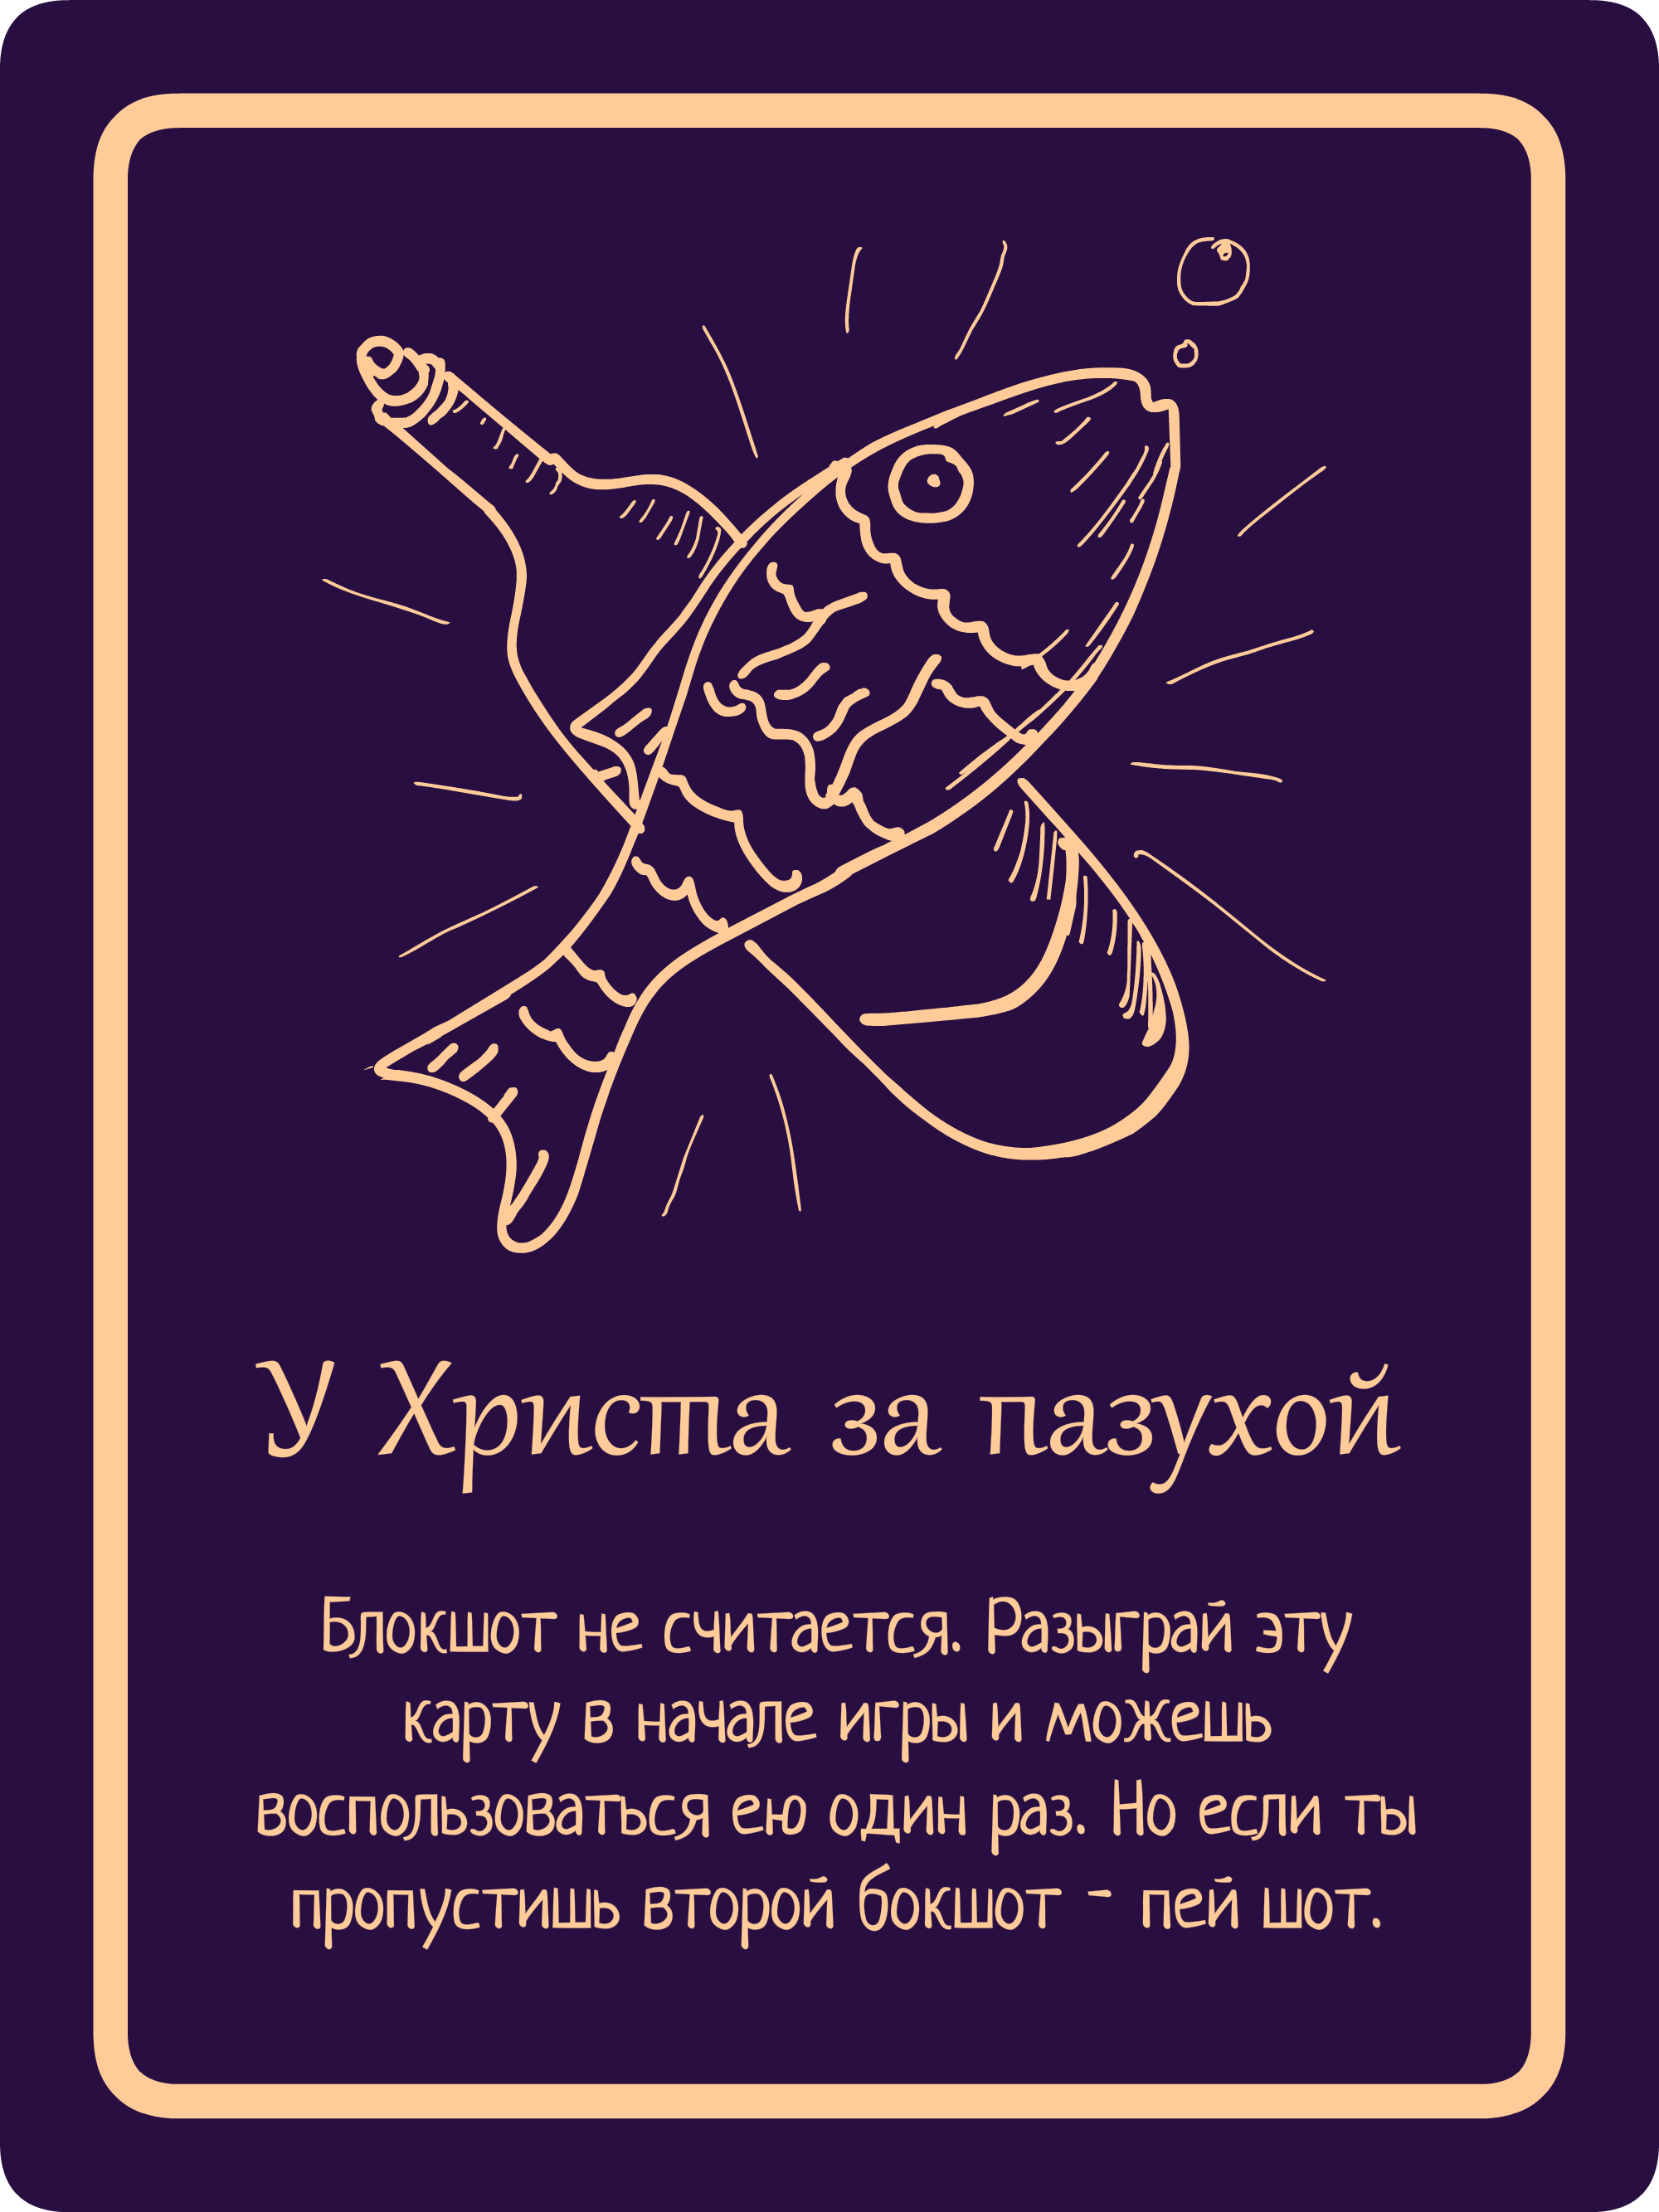 У Христа за пазухой
Блокшот не считается. Разыграй эту
карту в начале игры и можешь
воспользоваться ею один раз. Но если ты
пропустишь второй бокшот - пей шот.